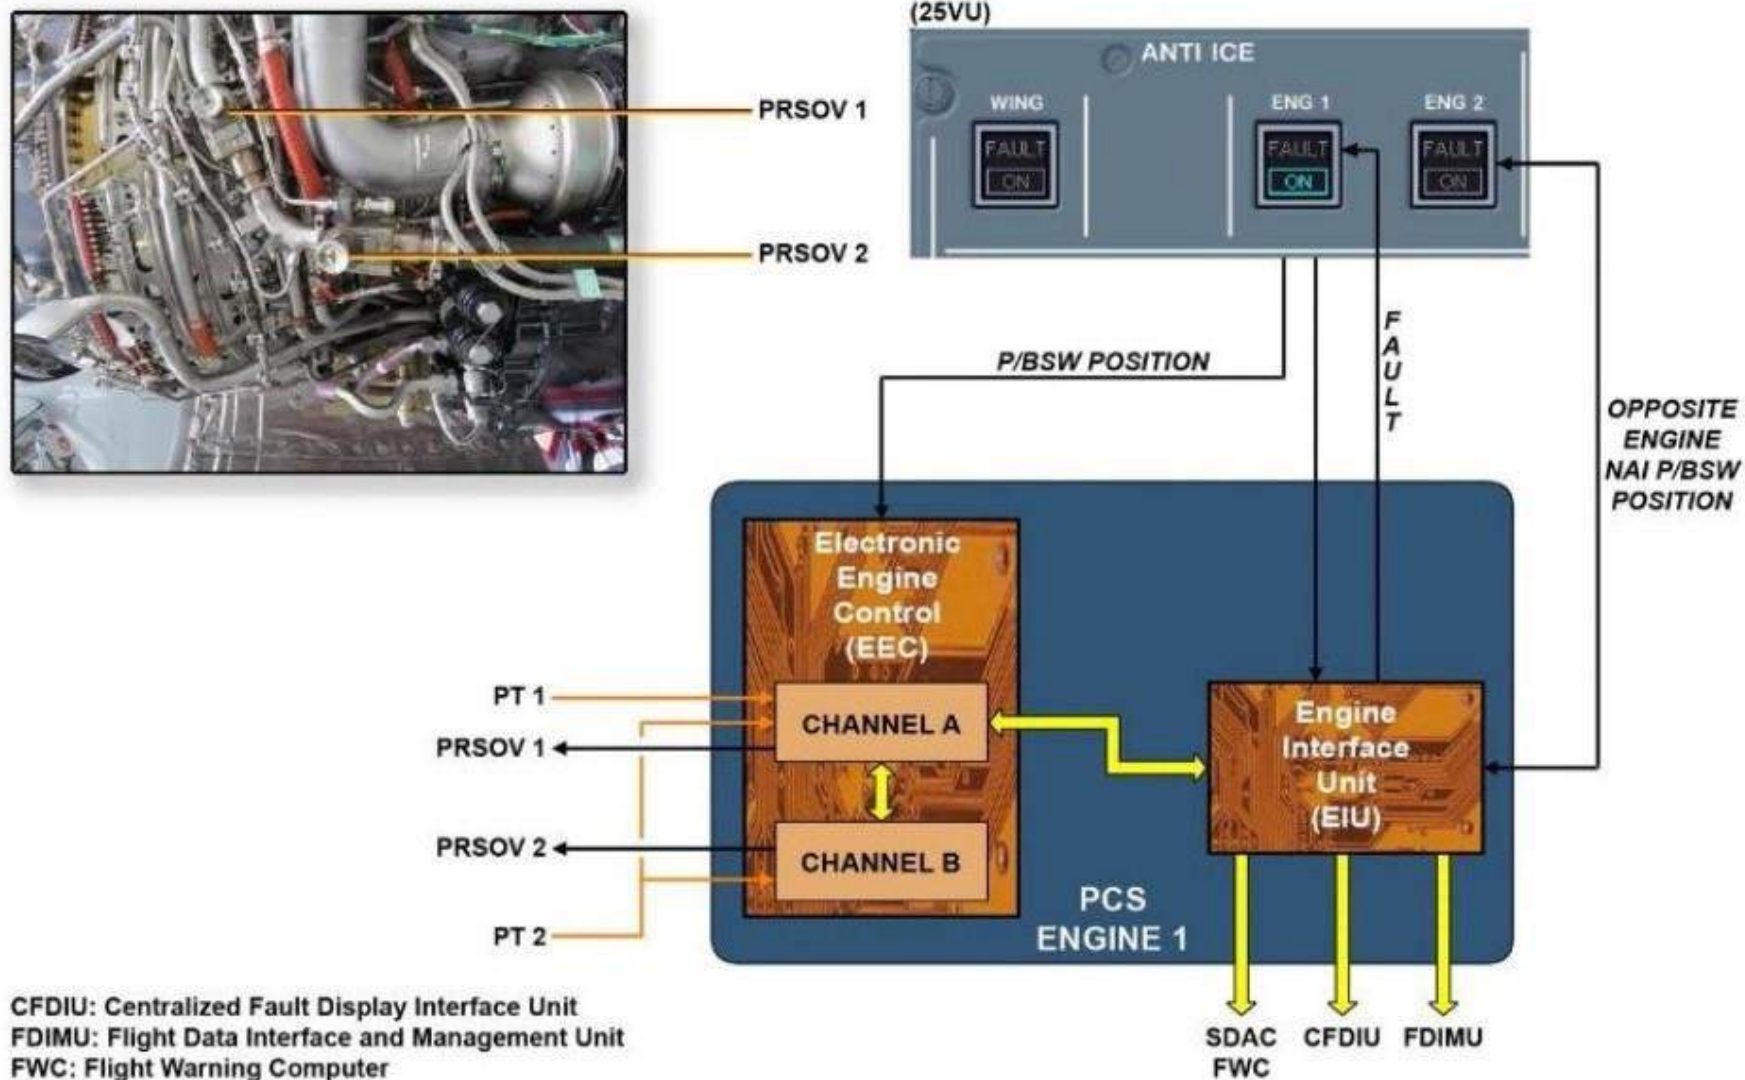 (25VU)
ANTI ICE
WING
ENG 1
ENG 2
FAULT
ON
FAULT
ON
FAULT
ON
PRSOV 1
PRSOV 2
P/BSW POSITION
FAULT
OPPOSITE
ENGINE
NAI P/BSW
POSITION
Electronic
Engine
Control
(EEC)
PT 1
CHANNEL A
PRSOV 1
PRSOV 2
CHANNEL B
PT 2
Engine
Interface
Unit
(EIU)
PCS
ENGINE 1
SDAC
FWC
CFDIU
FDIMU
CFDIU: Centralized Fault Display Interface Unit
FDIMU: Flight Data Interface and Management Unit
FWC: Flight Warning Computer